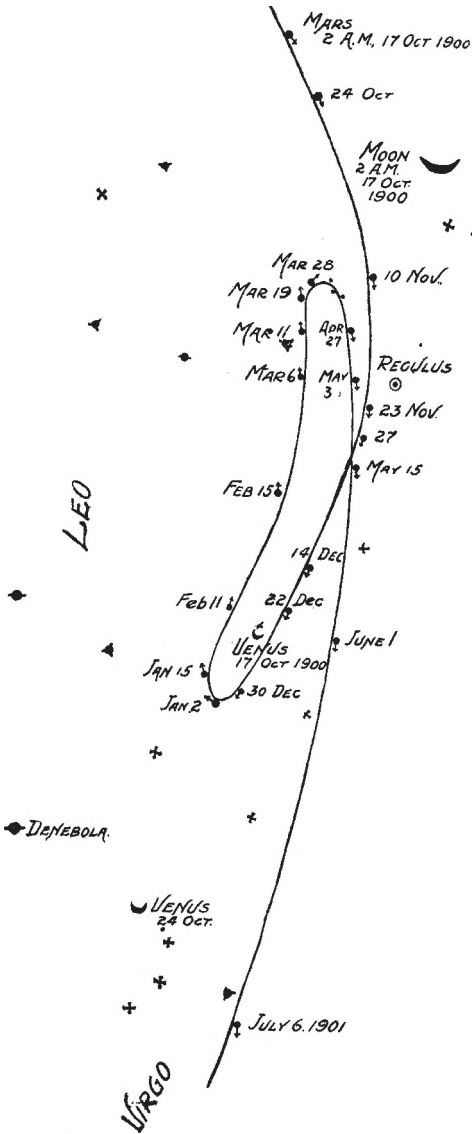 MARS
2 A.M., 17 OCT 1900
24 OCT
MOON
2 A.M.
17 OCT.
1900
MAR 28
10 NOV.
MAR 19
MAR 11
APR
27
REGULUS
MAR 6
MAY
3
23 NOV.
27
MAY 15
FEB 15
LEO
14 DEC
FEB 11
22 DEC
VENUS
17 OCT 1900
JUNE 1
JAN 15
30 DEC
JAN. 2
DENEBOLA.
VENUS
24 OCT.
JULY 6. 1901
VIRGO